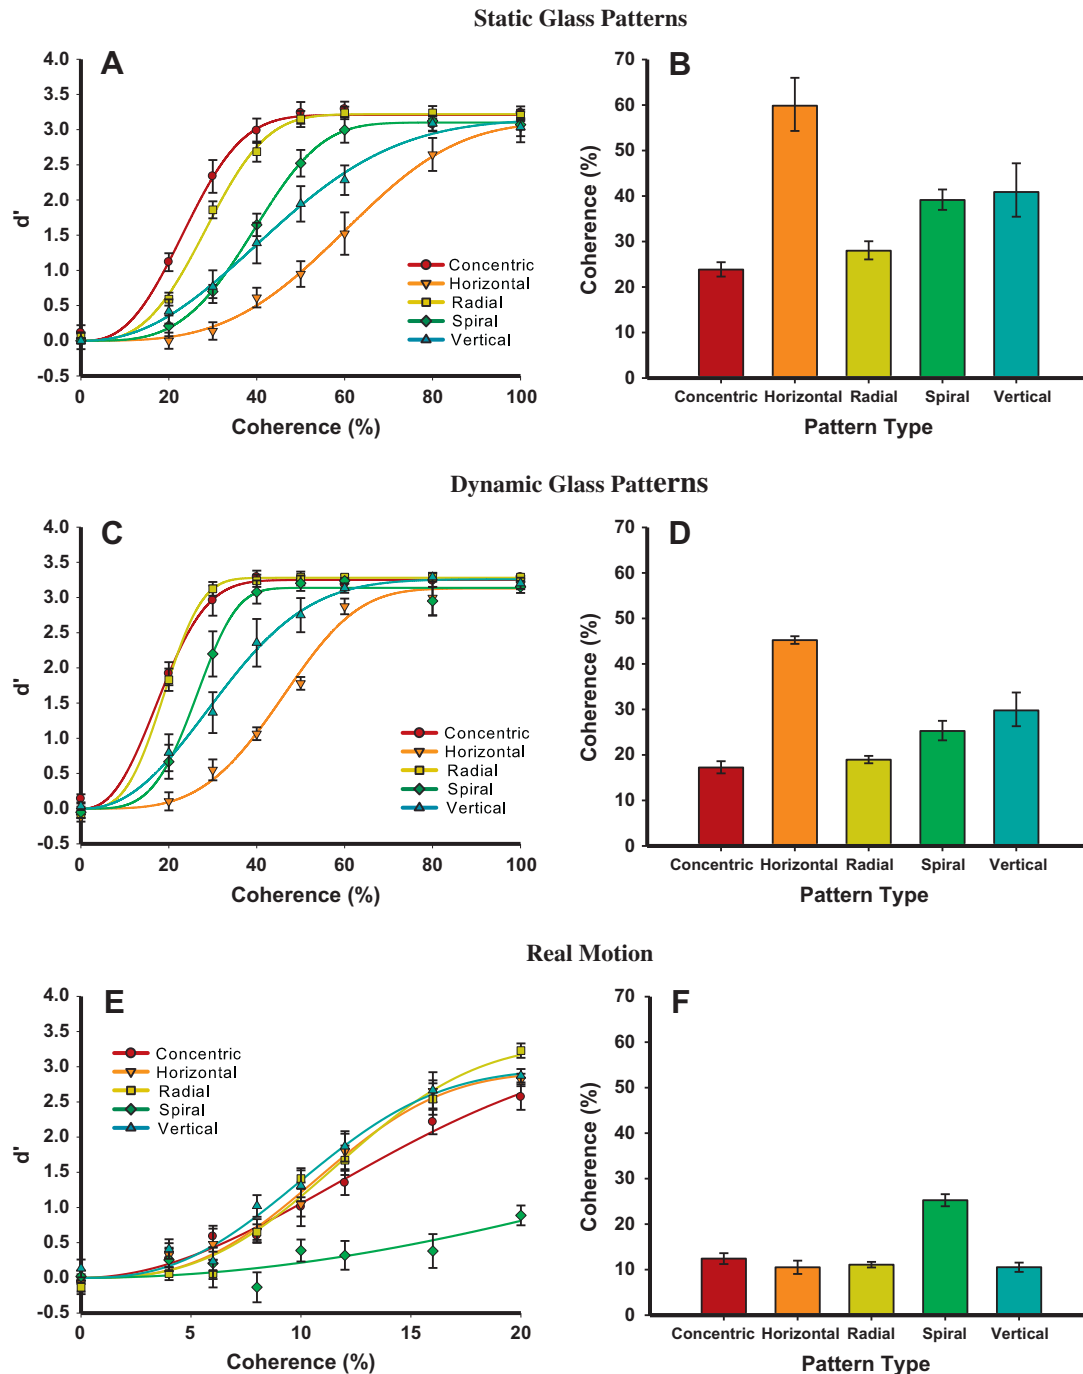 Static Glass Patterns
A
4.0
3.5
3.0
2.5
2.0
1.5
1.0
0.5
0.0
-0.5
d'
0
20
40
60
80
100
Coherence (%)
Concentric
Horizontal
Radial
Spiral
Vertical
B
70
60
50
40
30
20
10
0
Coherence (%)
Concentric Horizontal Radial Spiral Vertical
Pattern Type
Dynamic Glass Patterns
C
4.0
3.5
3.0
2.5
2.0
1.5
1.0
0.5
0.0
-0.5
d'
0
20
40
60
80
100
Coherence (%)
Concentric
Horizontal
Radial
Spiral
Vertical
D
70
60
50
40
30
20
10
0
Coherence (%)
Concentric Horizontal Radial Spiral Vertical
Pattern Type
Real Motion
E
4.0
3.5
3.0
2.5
2.0
1.5
1.0
0.5
0.0
-0.5
d'
0
5
10
15
20
Coherence (%)
Concentric
Horizontal
Radial
Spiral
Vertical
F
70
60
50
40
30
20
10
0
Coherence (%)
Concentric Horizontal Radial Spiral Vertical
Pattern Type